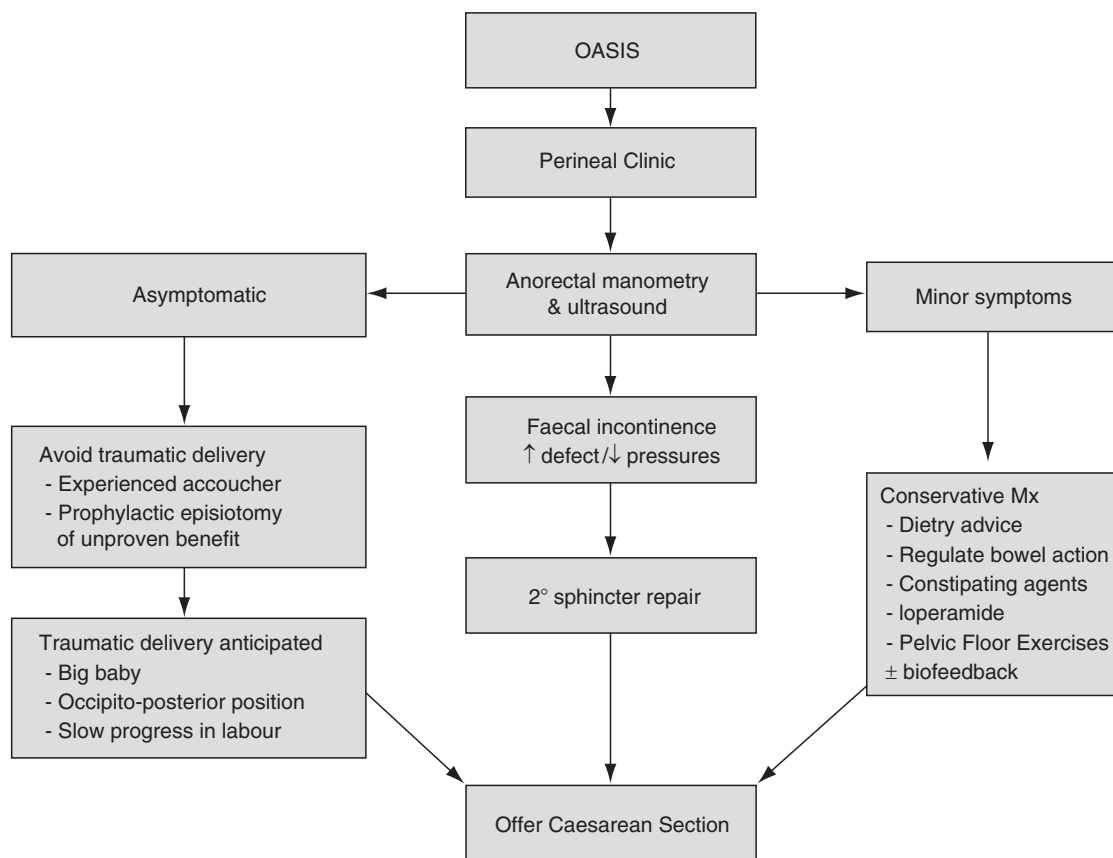 OASIS
Perineal Clinic
Anorectal manometry
& ultrasound
Asymptomatic
Minor symptoms
Avoid traumatic delivery
- Experienced accoucher
- Prophylactic episiotomy
of unproven benefit
Faecal incontinence
↑ defect/↓ pressures
Conservative Mx
- Dietry advice
- Regulate bowel action
- Constipating agents
- loperamide
- Pelvic Floor Exercises
± biofeedback
2° sphincter repair
Traumatic delivery anticipated
- Big baby
- Occipito-posterior position
- Slow progress in labour
Offer Caesarean Section